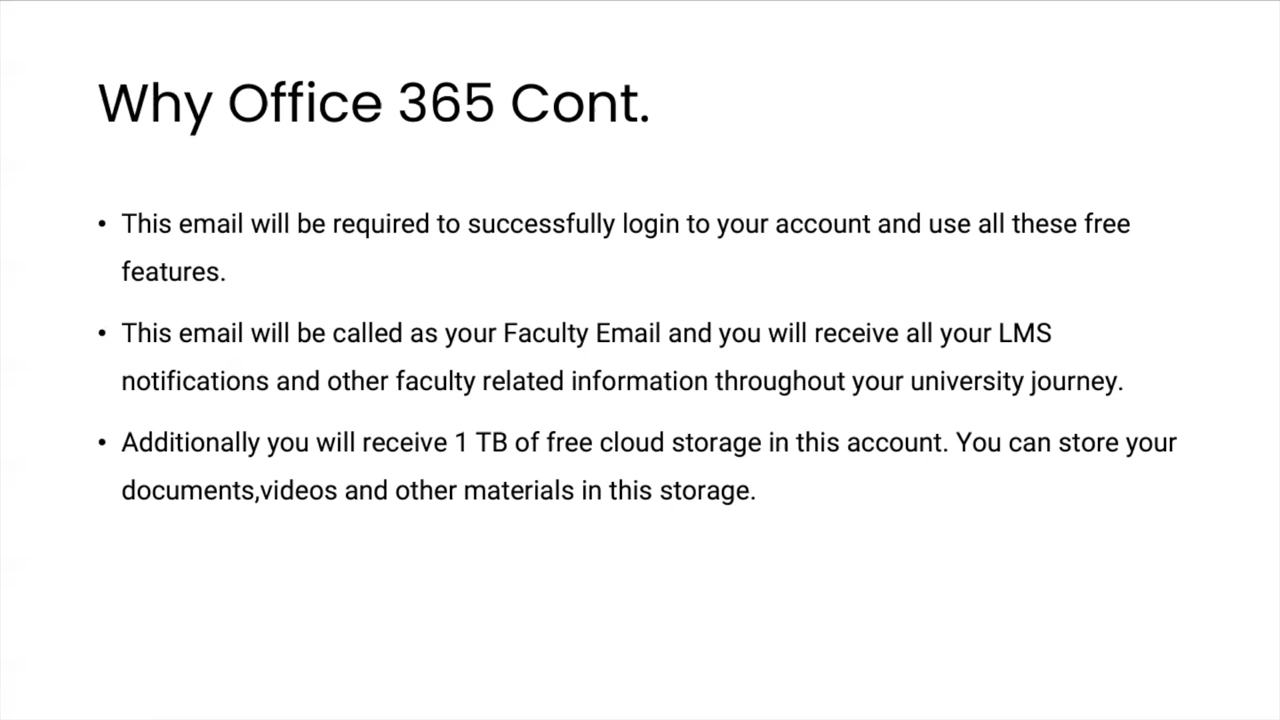 Why Office 365 Cont.
• This email will be required to successfully login to your account and use all these free
features.
• This email will be called as your Faculty Email and you will receive all your LMS
notifications and other faculty related information throughout your university journey.
• Additionally you will receive 1 TB of free cloud storage in this account. You can store your
documents,videos and other materials in this storage.